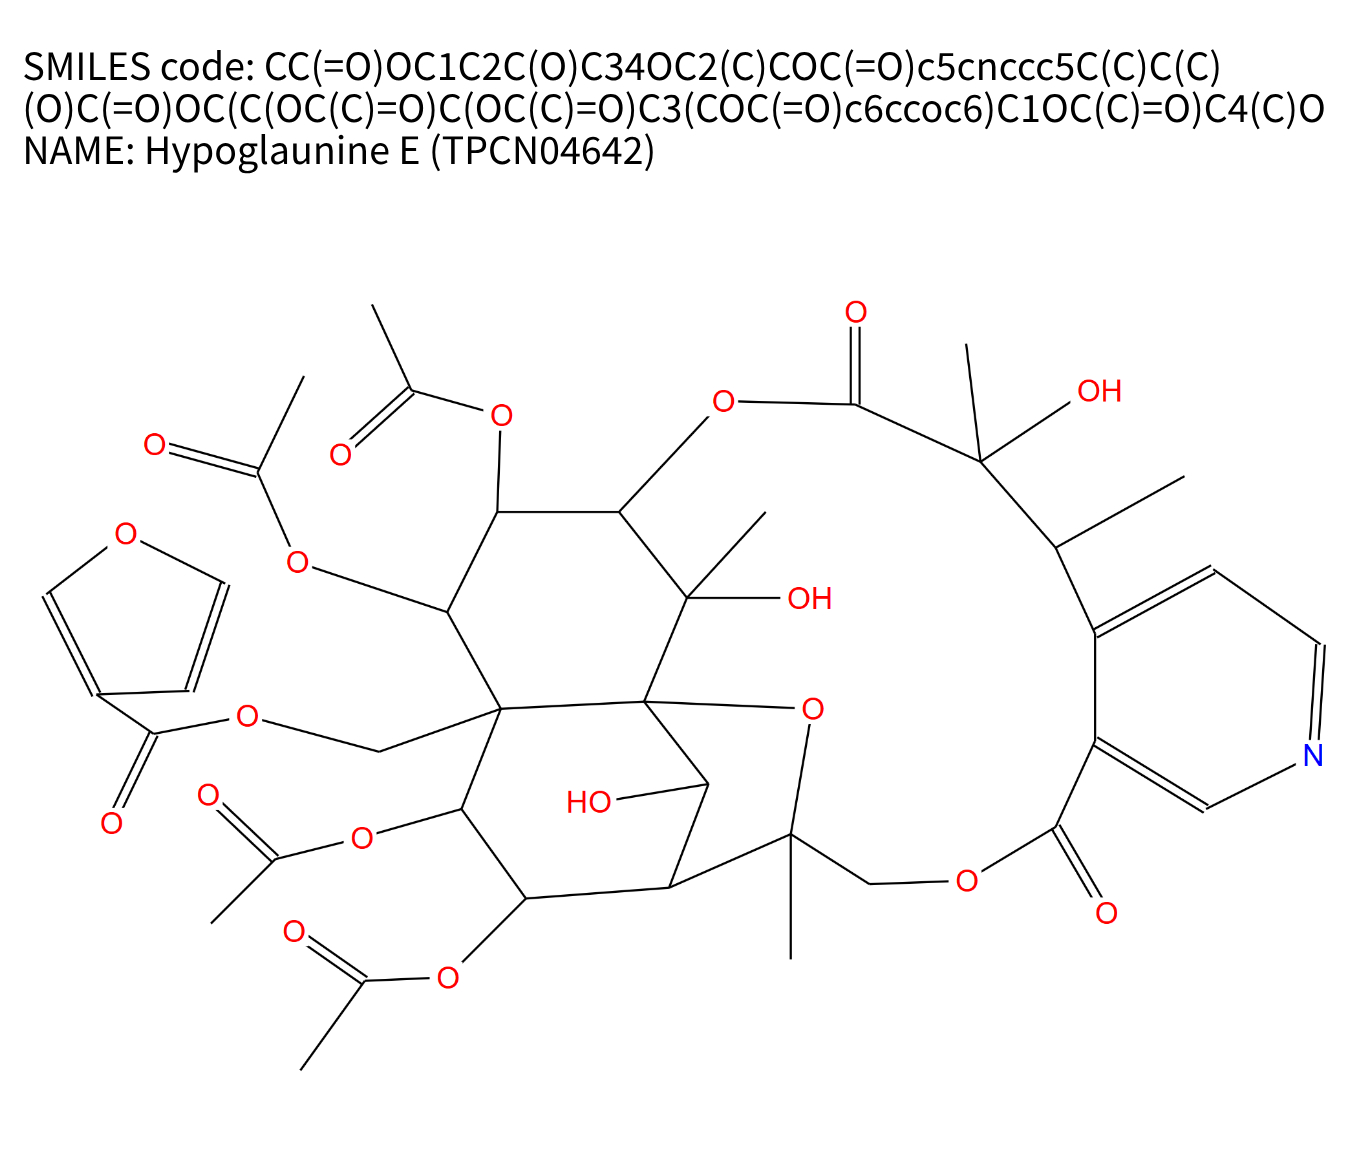 SMILES code: CC(=O)OC1C2C(O)C34OC2(C)COC(=O)c5cnccc5C(C)C(C)
(O)C(=O)OC(C(OC(C)=O)C(OC(C)=O)C3(COC(=O)c6ccoc6)C1OC(C)=O)C4(C)O
NAME: Hypoglaunine E (TPCN04642)
O
O
OH
O
O
O
O
O
O
OH
O
O
N
O
HO
O
O
O
O
O
O
O